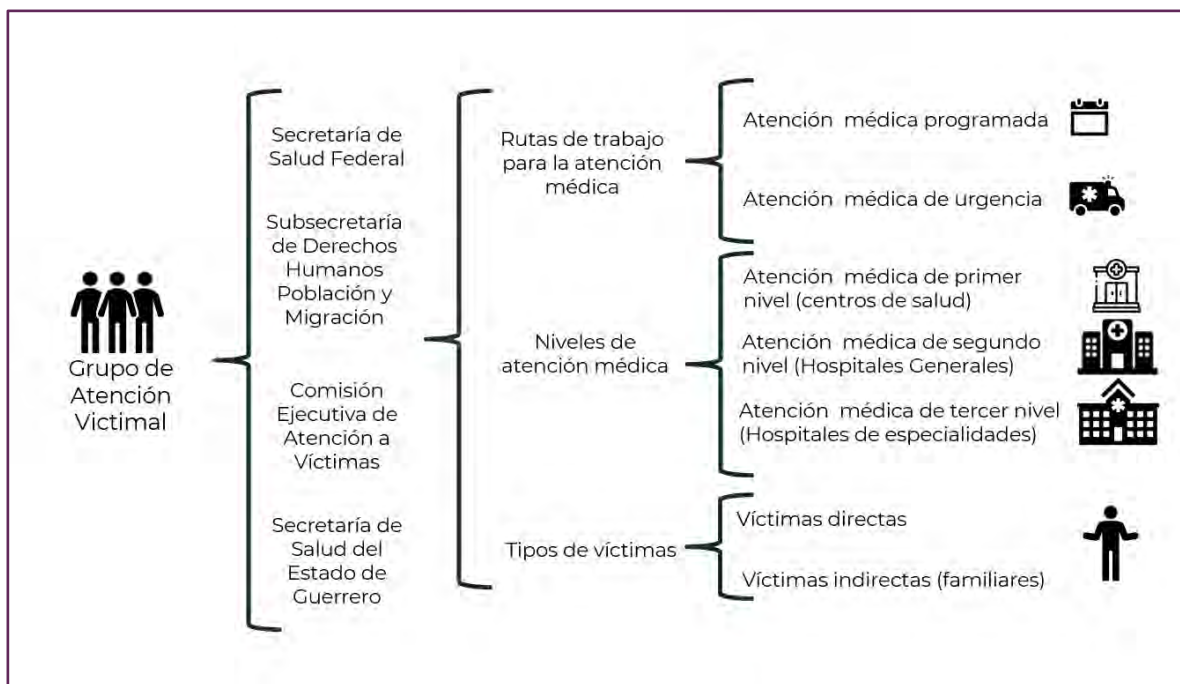 Grupo de
Atención
Victimal
Secretaría de
Salud Federal
Subsecretaría
de Derechos
Humanos
Población y
Migración
Comisión
Ejecutiva de
Atención a
Víctimas
Secretaría de
Salud del
Estado de
Guerrero
Rutas de trabajo
para la atención
médica
Niveles de
atención médica
Tipos de víctimas
Atención médica programada
Atención médica de urgencia
Atención médica de primer
nivel (centros de salud)
Atención médica de segundo
nivel (Hospitales Generales)
Atención médica de tercer nivel
(Hospitales de especialidades)
Víctimas directas
Víctimas indirectas (familiares)